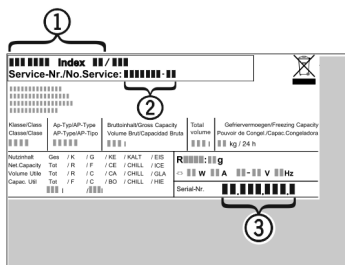 1
Index /
Service-Nr./No.Service: -
2
Klasse/Class Ap-Typ/AP-Type Bruttoinhalt/Gross Capacity Total Gefriervermoegen/Freezing Capacity
Classe/Classe AP-Type/AP-Tipo Volume Brut/Capacidad Bruta volume Pouvoir de Congel./Capac.Congeladora
l l kg / 24 h
Nutzinhalt Ges / K / G / KE / KALT / EIS
Net.Capacity Tot / R / F / CE / CHILL / ICE
Volume Utile Tot / R / C / CA / CHILL / GLA
Capac. Util Tot / F / C / BO / CHILL / HIE
l / l
R : g
W A - V Hz
Serial-Nr. . . .
3